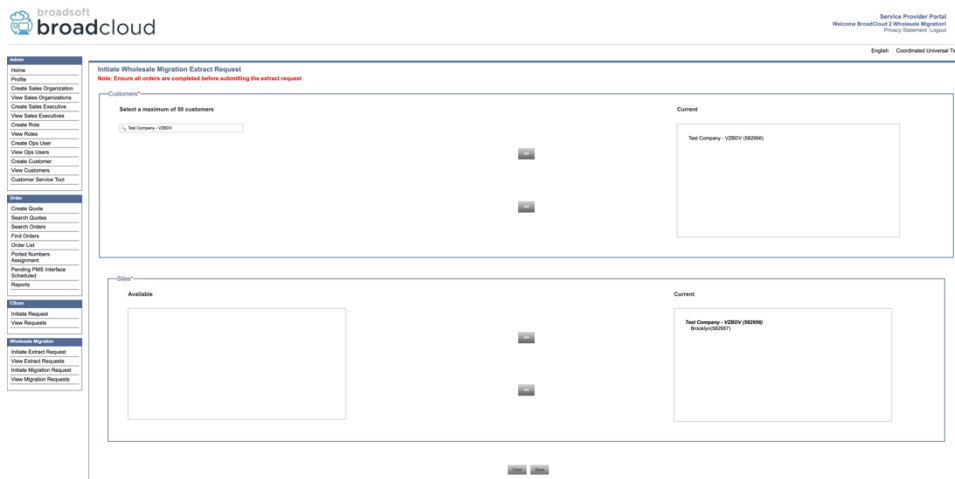 broadsoft
broadcloud
Service Provider Portal
Welcome BroadCloud 2 Wholesale Migration!
Privacy Statement | Logout
English Coordinated Universal Ti
Admin
Home
Profile
Create Sales Organization
View Sales Organizations
Create Sales Executive
View Sales Executives
Create Role
View Roles
Create Ops User
View Ops Users
Create Customer
View Customers
Customer Service Tool
Order
Create Quote
Search Quotes
Search Orders
Find Orders
Order List
Ported Numbers
Assignment
Pending PMS Interface
Scheduled
Reports
CScan
Initiate Request
View Requests
Wholesale Migration
Initiate Extract Request
View Extract Requests
Initiate Migration Request
View Migration Requests
Initiate Wholesale Migration Extract Request
Note: Ensure all orders are completed before submitting the extract request.
Customers*
Select a maximum of 50 customers
Current
Test Company - VZBDV
Test Company - VZBDV (582956)
>>
<<
Sites*
Available
Current
Test Company - VZBDV (582956)
Brooklyn(582957)
>>
<<
Clear Save